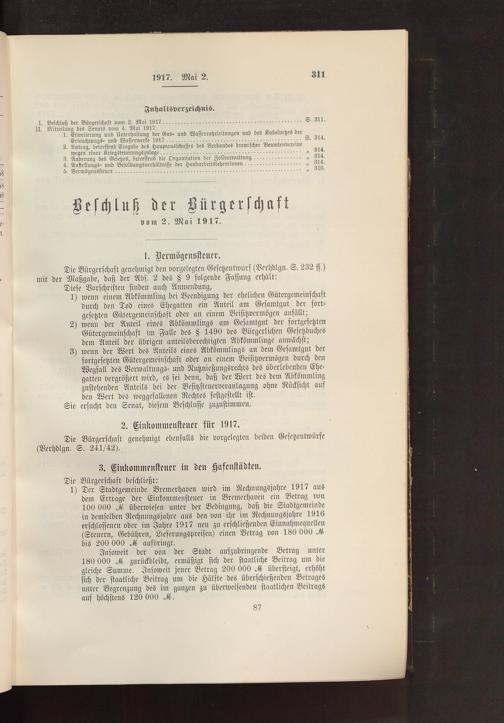 1917. Mai 2.
311
Inhaltsverzeichnis.
I. Beschluß der Bürgerschaft vom 2. Mai 1917 S. 311.
II. Mitteilung des Senats vom 4. Mai 1917
1. Erweiterung und Unterhaltung der Gas- und Wasserrohrleitungen und des Kabelnetzes der
Erleuchtungs- und Wasserwerke 1917 S. 314.
2. Antrag, betreffend Eingabe des Hauptausschusses des Verbandes bremischer Beamtenvereine
wegen einer Kriegsteuerungszulage „ 314.
3. Änderung des Gesetzes, betreffend die Organisation der Zollverwaltung „ 314.
4. Anstellungs- und Besoldungsverhältnisse der Handarbeitslehrerinnen „ 314.
5. Vermögenssteuer „ 316.
Beschluß der Bürgerschaft
vom 2. Mai 1917.
1. Vermögenssteuer.
Die Bürgerschaft genehmigt den vorgelegten Gesetzentwurf (Verhdlgn. S. 232 ff.)
mit der Maßgabe, daß der Abs. 2 des § 9 folgende Fassung erhält:
Diese Vorschriften finden auch Anwendung,
1) wenn einem Abkömmling bei Beendigung der ehelichen Gütergemeinschaft
durch den Tod eines Ehegatten ein Anteil am Gesamtgut der fort-
gesetzten Gütergemeinschaft oder an einem Beisitzvermögen anfällt;
2) wenn der Anteil eines Abkömmlings am Gesamtgut der fortgesetzten
Gütergemeinschaft im Falle des § 1490 des Bürgerlichen Gesetzbuches
dem Anteil der übrigen anteilsberechtigten Abkömmlinge anwächst;
3) wenn der Wert des Anteils eines Abkömmlings an dem Gesamtgut der
fortgesetzten Gütergemeinschaft oder an einem Beisitzvermögen durch den
Wegfall des Verwaltungs- und Nutznießungsrechts des überlebenden Ehe-
gatten vergrößert wird, es sei denn, daß der Wert des dem Abkömmling
zustehenden Anteils bei der Besitzsteuerveranlagung ohne Rücksicht auf
den Wert des weggefallenen Rechtes festgestellt ist.
Sie ersucht den Senat, diesem Beschlusse zuzustimmen.
2. Einkommensteuer für 1917.
Die Bürgerschaft genehmigt ebenfalls die vorgelegten beiden Gesetzentwürfe
(Verhdlgn. S. 241/42).
3. Einkommensteuer in den Hafenstädten.
Die Bürgerschaft beschließt:
1) Der Stadtgemeinde Bremerhaven wird im Rechnungsjahre 1917 aus
dem Ertrage der Einkommensteuer in Bremerhaven ein Betrag von
100 000 ℳ überwiesen unter der Bedingung, daß die Stadtgemeinde
in demselben Rechnungsjahre aus den von ihr im Rechnungsjahre 1916
erschlossenen oder im Jahre 1917 neu zu erschließenden Einnahmequellen
(Steuern, Gebühren, Lieferungspreisen) einen Betrag von 180 000 ℳ
bis 200 000 ℳ aufbringt.
Insoweit der von der Stadt aufzubringende Betrag unter
180 000 ℳ zurückbleibt, ermäßigt sich der staatliche Beitrag um die
gleiche Summe. Insoweit jener Betrag 200 000 ℳ übersteigt, erhöht
sich der staatliche Beitrag um die Hälfte des überschießenden Betrages
unter Begrenzung des im ganzen zu überweisenden staatlichen Beitrags
auf höchstens 120 000 ℳ.
87